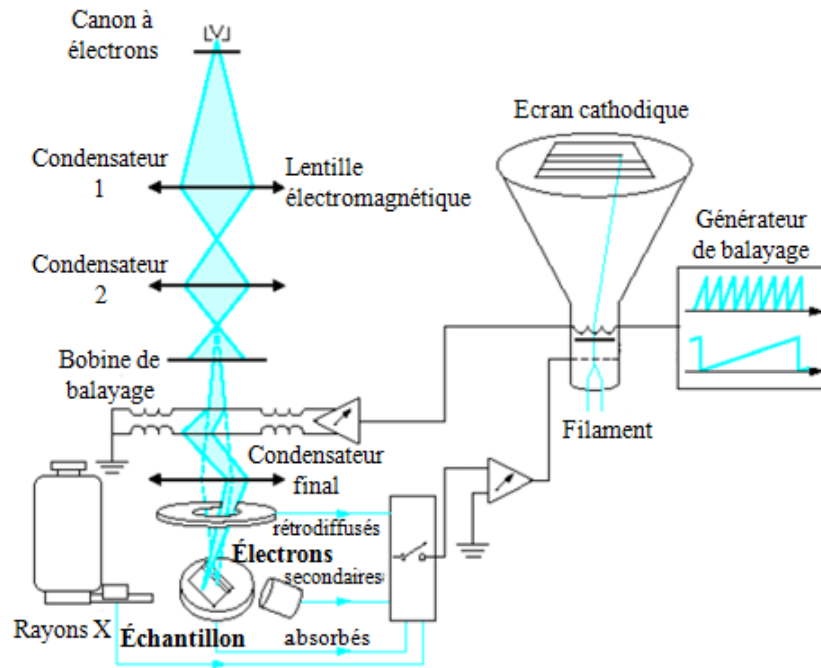 Canon à
électrons
Ecran cathodique
Condensateur
1
Lentille
électromagnétique
Générateur
de balayage
Condensateur
2
Bobine de
balayage
Filament
Condensateur
final
rétrodiffusés
Électrons
secondaires
Rayons X
Échantillon
absorbés